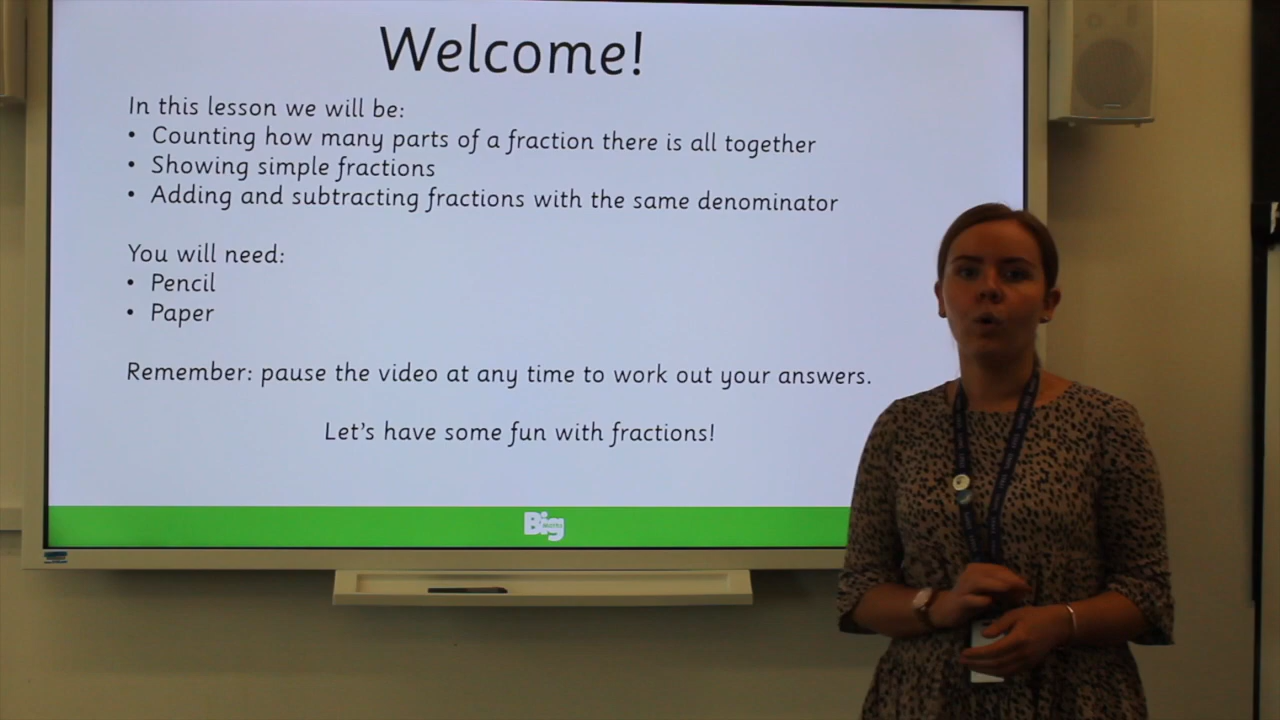 Welcome!
In this lesson we will be:
• Counting how many parts of a fraction there is all together
• Showing simple fractions
• Adding and subtracting fractions with the same denominator
You will need:
• Pencil
• Paper
Remember: pause the video at any time to work out your answers.
Let's have some fun with fractions!
Big